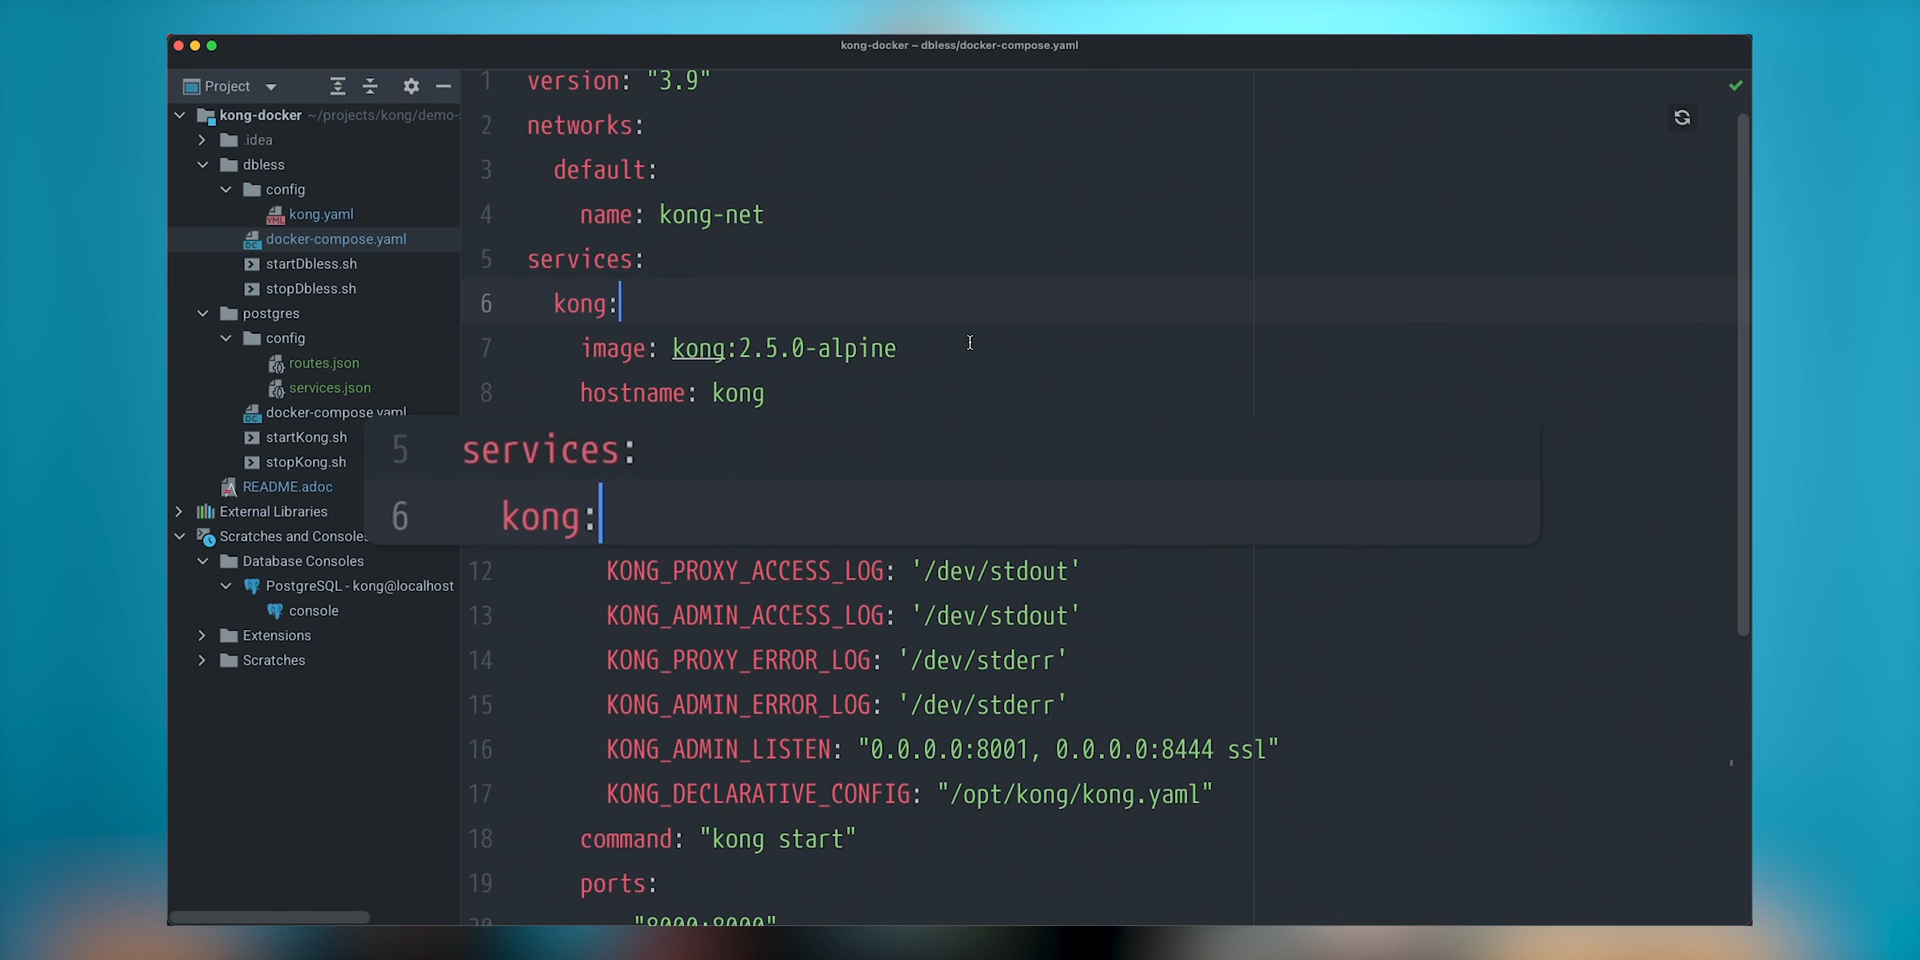 kong-docker – dbless/docker-compose.yaml
Project
kong-docker ~/projects/kong/demo-
.idea
dbless
config
kong.yaml
docker-compose.yaml
startDbless.sh
stopDbless.sh
postgres
config
routes.json
services.json
docker-compose.yaml
startKong.sh
stopKong.sh
README.adoc
External Libraries
Scratches and Consoles
Database Consoles
PostgreSQL - kong@localhost
console
Extensions
Scratches
1 version: "3.9"
2 networks:
3 default:
4 name: kong-net
5 services:
6 kong:
7 image: kong:2.5.0-alpine
8 hostname: kong
5 services:
6 kong:
12 KONG_PROXY_ACCESS_LOG: '/dev/stdout'
13 KONG_ADMIN_ACCESS_LOG: '/dev/stdout'
14 KONG_PROXY_ERROR_LOG: '/dev/stderr'
15 KONG_ADMIN_ERROR_LOG: '/dev/stderr'
16 KONG_ADMIN_LISTEN: "0.0.0.0:8001, 0.0.0.0:8444 ssl"
17 KONG_DECLARATIVE_CONFIG: "/opt/kong/kong.yaml"
18 command: "kong start"
19 ports:
20 "8000:8000"